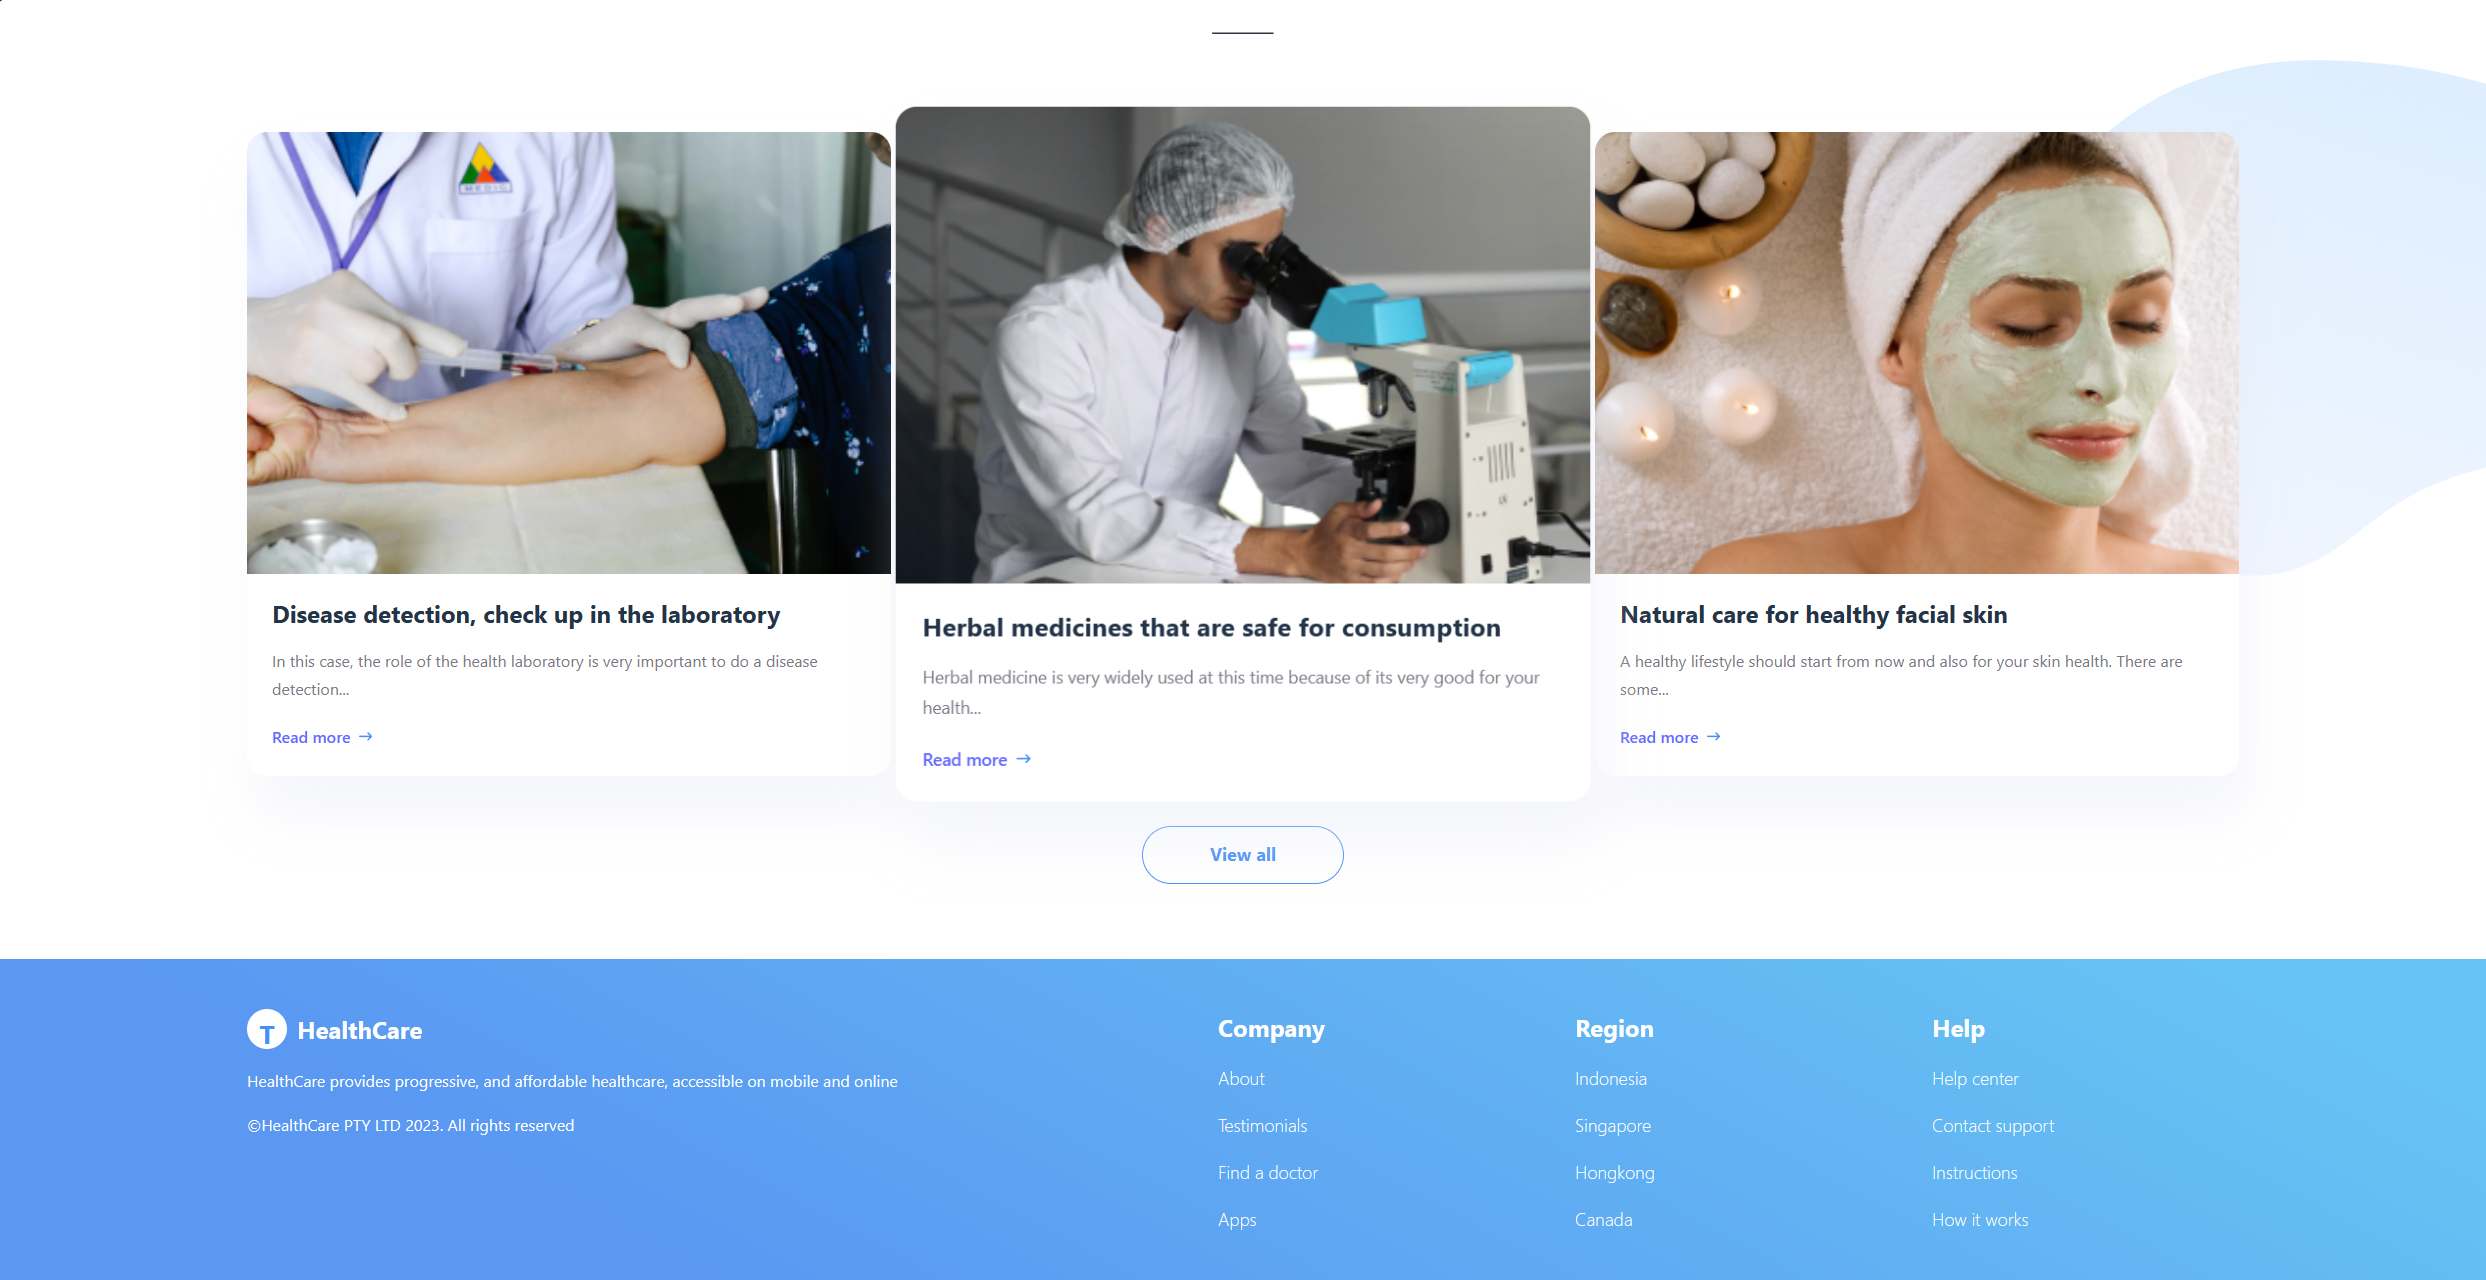 MEDIC
Disease detection, check up in the laboratory
In this case, the role of the health laboratory is very important to do a disease
detection...
Read more →
Herbal medicines that are safe for consumption
Herbal medicine is very widely used at this time because of its very good for your
health...
Read more →
Natural care for healthy facial skin
A healthy lifestyle should start from now and also for your skin health. There are
some...
Read more →
View all
T HealthCare
HealthCare provides progressive, and affordable healthcare, accessible on mobile and online
©HealthCare PTY LTD 2023. All rights reserved
Company
About
Testimonials
Find a doctor
Apps
Region
Indonesia
Singapore
Hongkong
Canada
Help
Help center
Contact support
Instructions
How it works